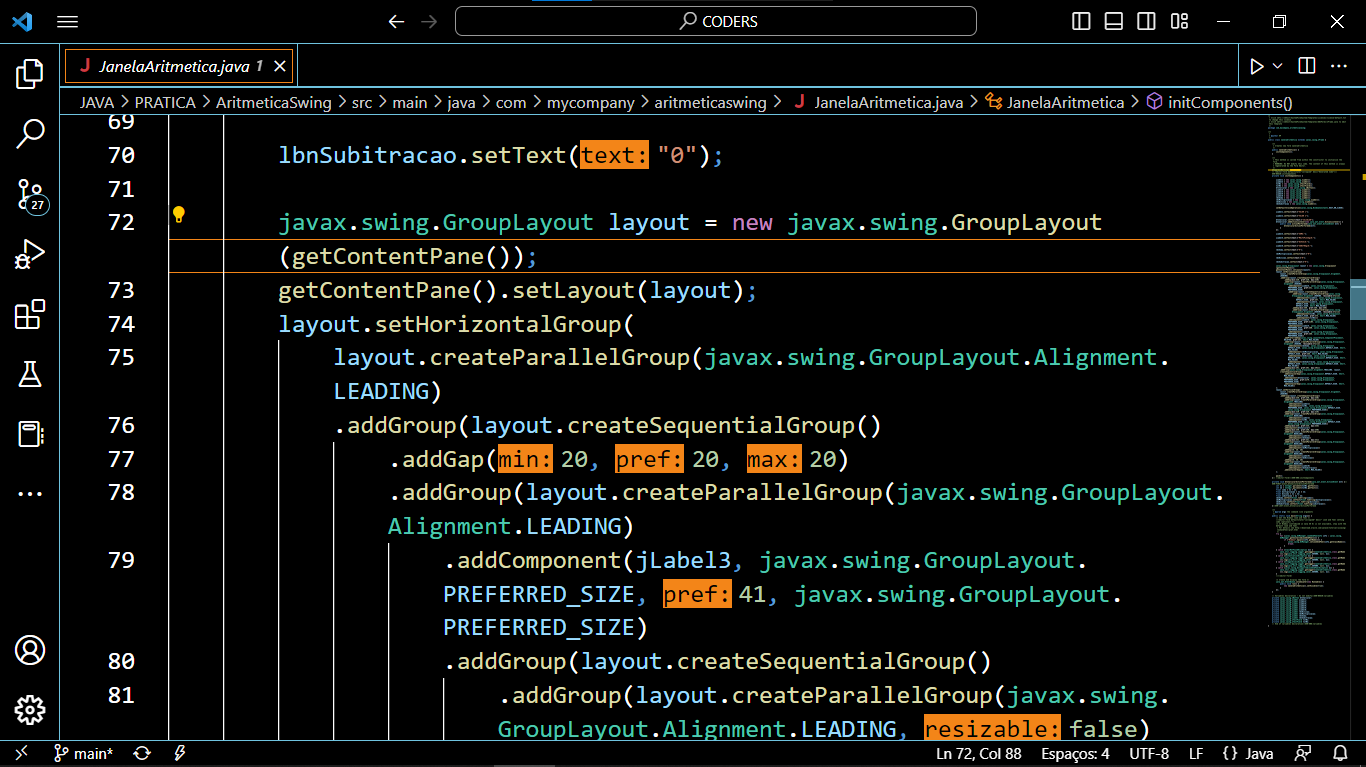 CODERS
JanelaAritmetica.java 1
JAVA > PRATICA > AritmeticaSwing > src > main > java > com > mycompany > aritmeticaswing > JanelaAritmetica.java > JanelaAritmetica > initComponents()
69
70 lbnSubitracao.setText(text: "0");
71
72 javax.swing.GroupLayout layout = new javax.swing.GroupLayout
(getContentPane());
73 getContentPane().setLayout(layout);
74 layout.setHorizontalGroup(
75 layout.createParallelGroup(javax.swing.GroupLayout.Alignment.
LEADING)
76 .addGroup(layout.createSequentialGroup()
77 .addGap(min: 20, pref: 20, max: 20)
78 .addGroup(layout.createParallelGroup(javax.swing.GroupLayout.
Alignment.LEADING)
79 .addComponent(jLabel3, javax.swing.GroupLayout.
PREFERRED_SIZE, pref: 41, javax.swing.GroupLayout.
PREFERRED_SIZE)
80 .addGroup(layout.createSequentialGroup()
81 .addGroup(layout.createParallelGroup(javax.swing.
GroupLayout.Alignment.LEADING, resizable: false)
27
main* Ln 72, Col 88 Espaços: 4 UTF-8 LF {} Java